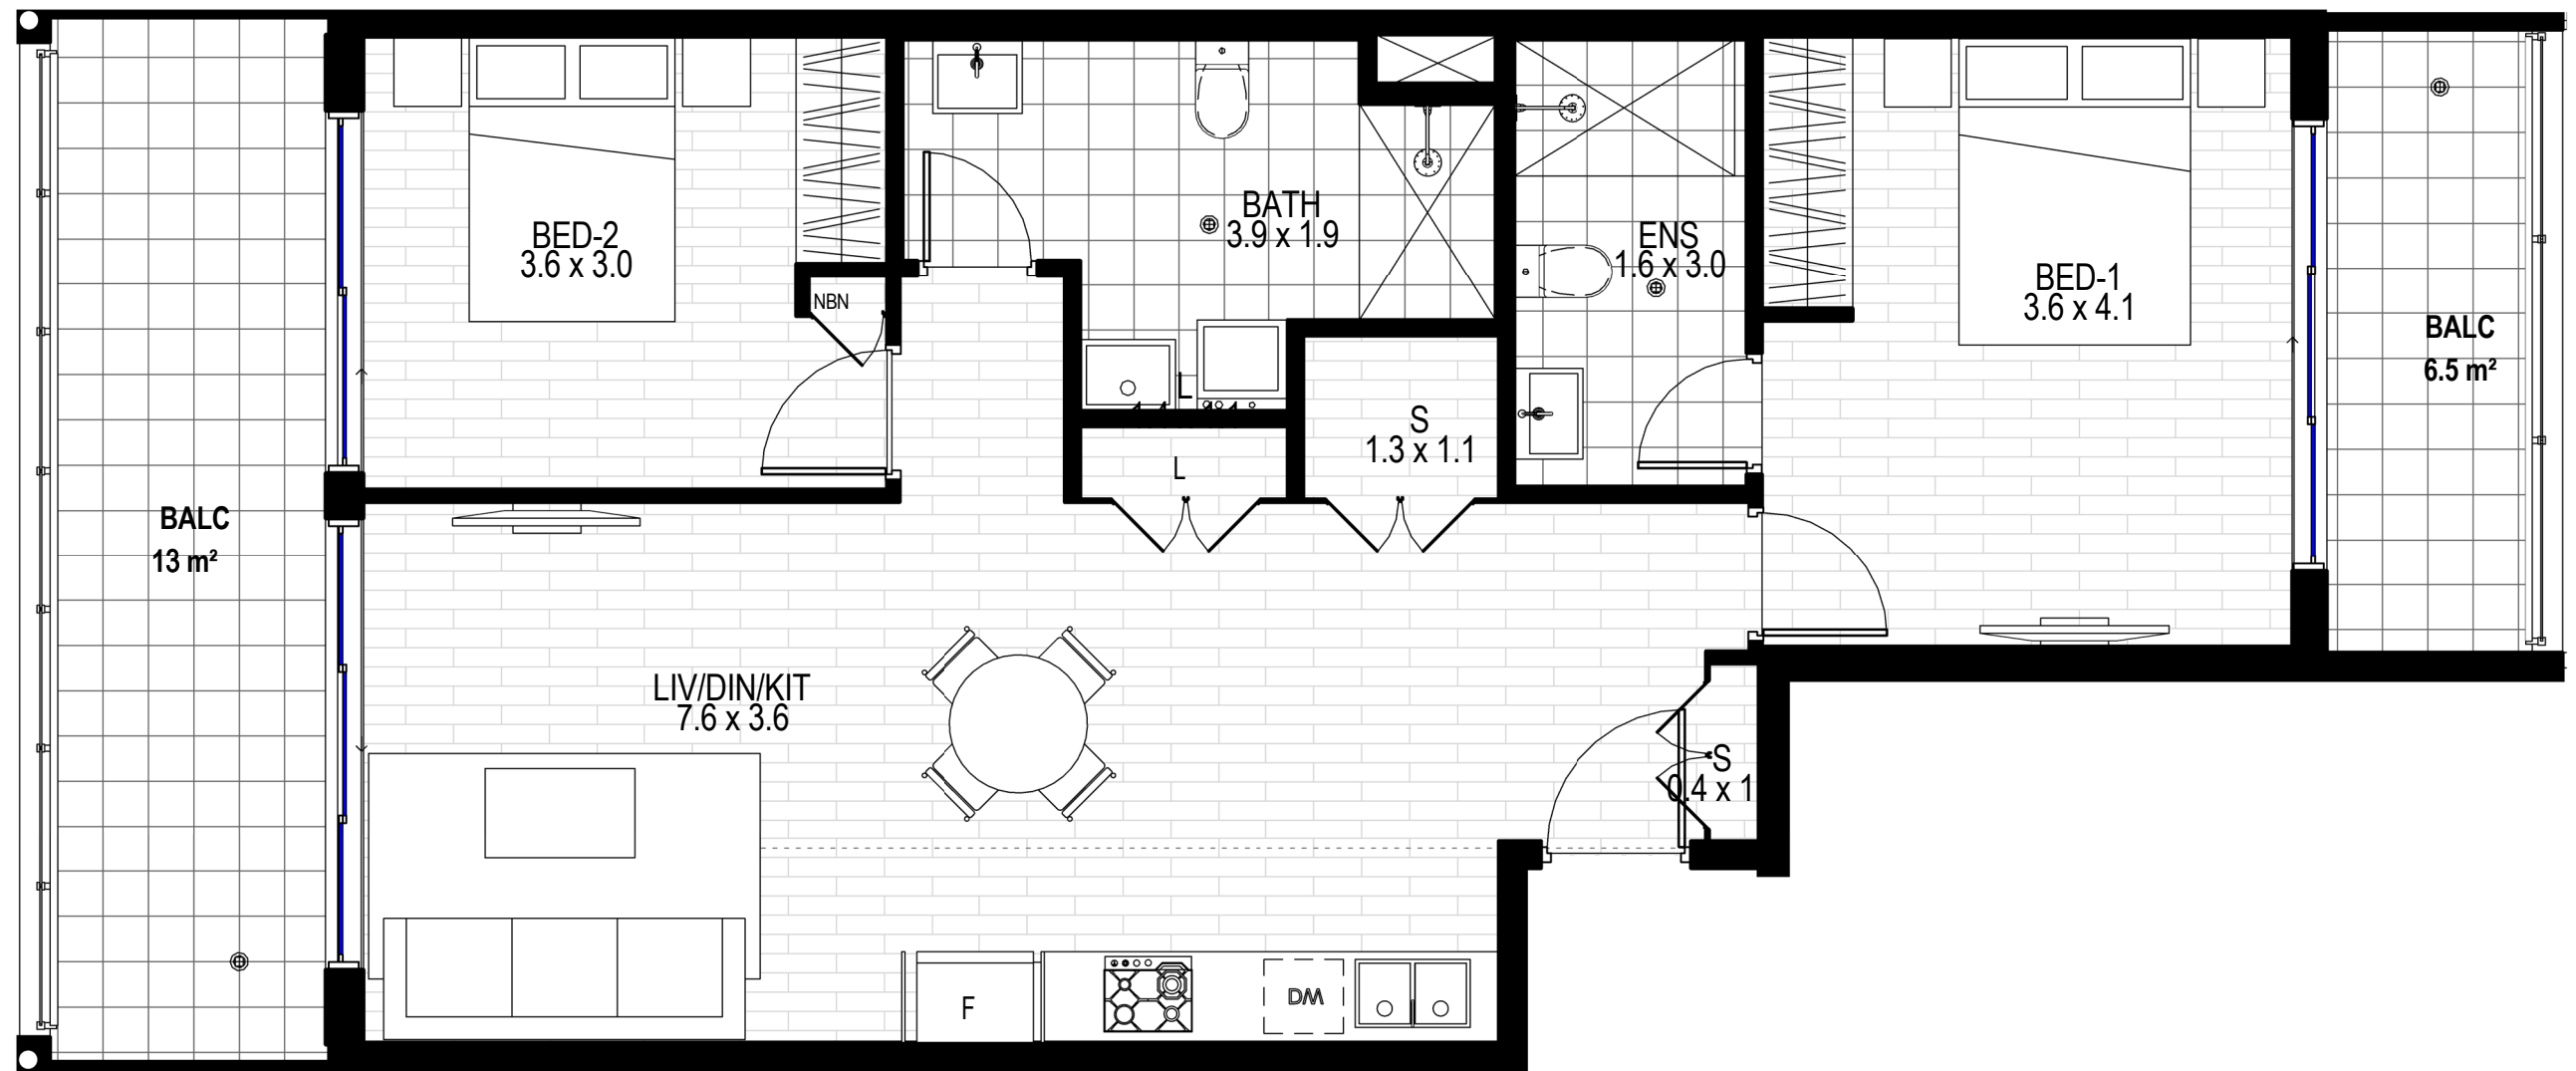 BED-2
3.6 x 3.0
NBN
BATH
3.9 x 1.9
ENS
1.6 x 3.0
BED-1
3.6 x 4.1
BALC
6.5 m²
L
S
1.3 x 1.1
L
BALC
13 m²
LIV/DIN/KIT
7.6 x 3.6
S
0.4 x 1
F
DW